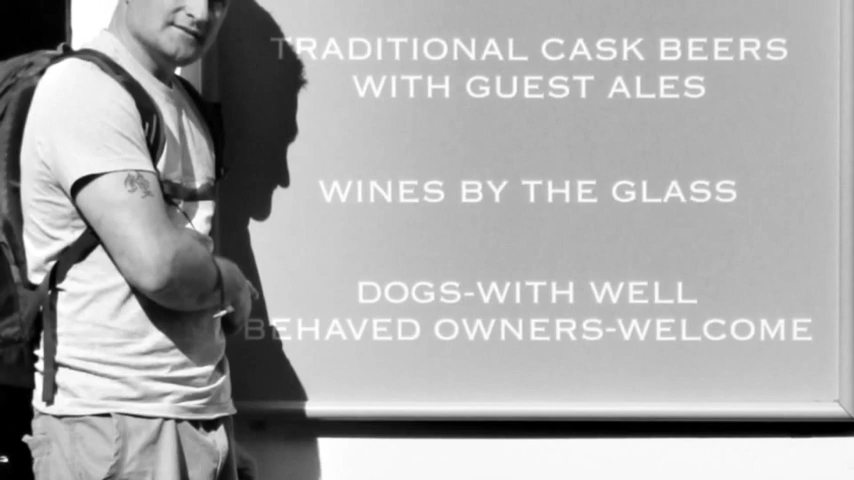 TRADITIONAL CASK BEERS
WITH GUEST ALES
WINES BY THE GLASS
DOGS-WITH WELL
BEHAVED OWNERS-WELCOME